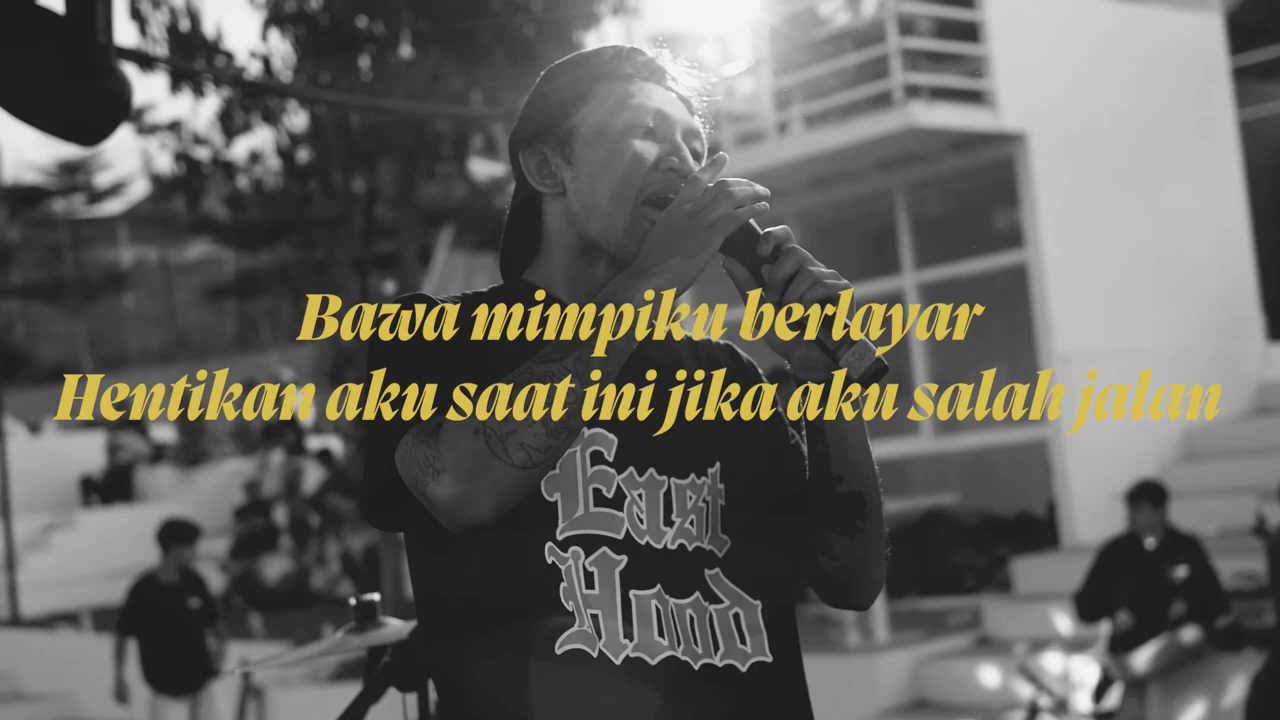 Bawa mimpiku berlayar
Hentikan aku saat ini jika aku salah jalan
East
Hood